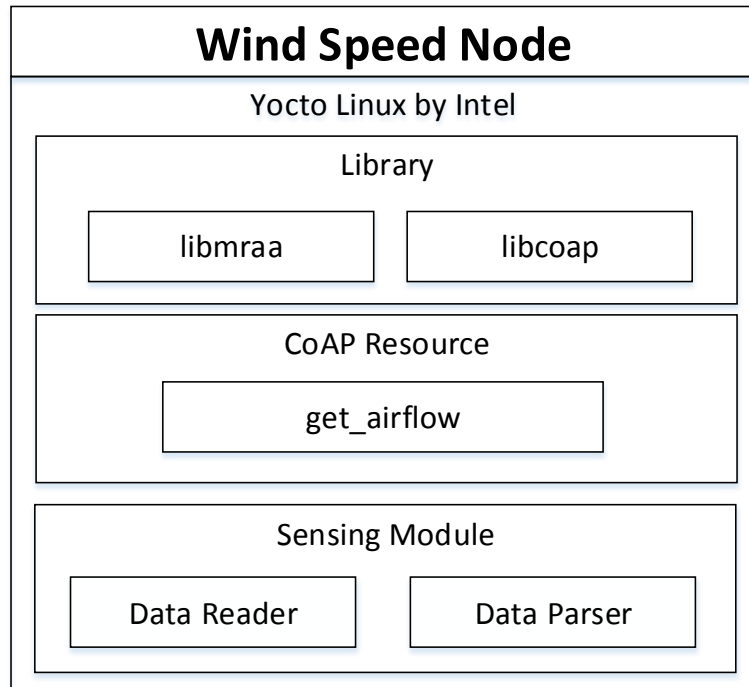 Wind Speed Node
Yocto Linux by Intel
Library
libmraa
libcoap
CoAP Resource
get_airflow
Sensing Module
Data Reader
Data Parser